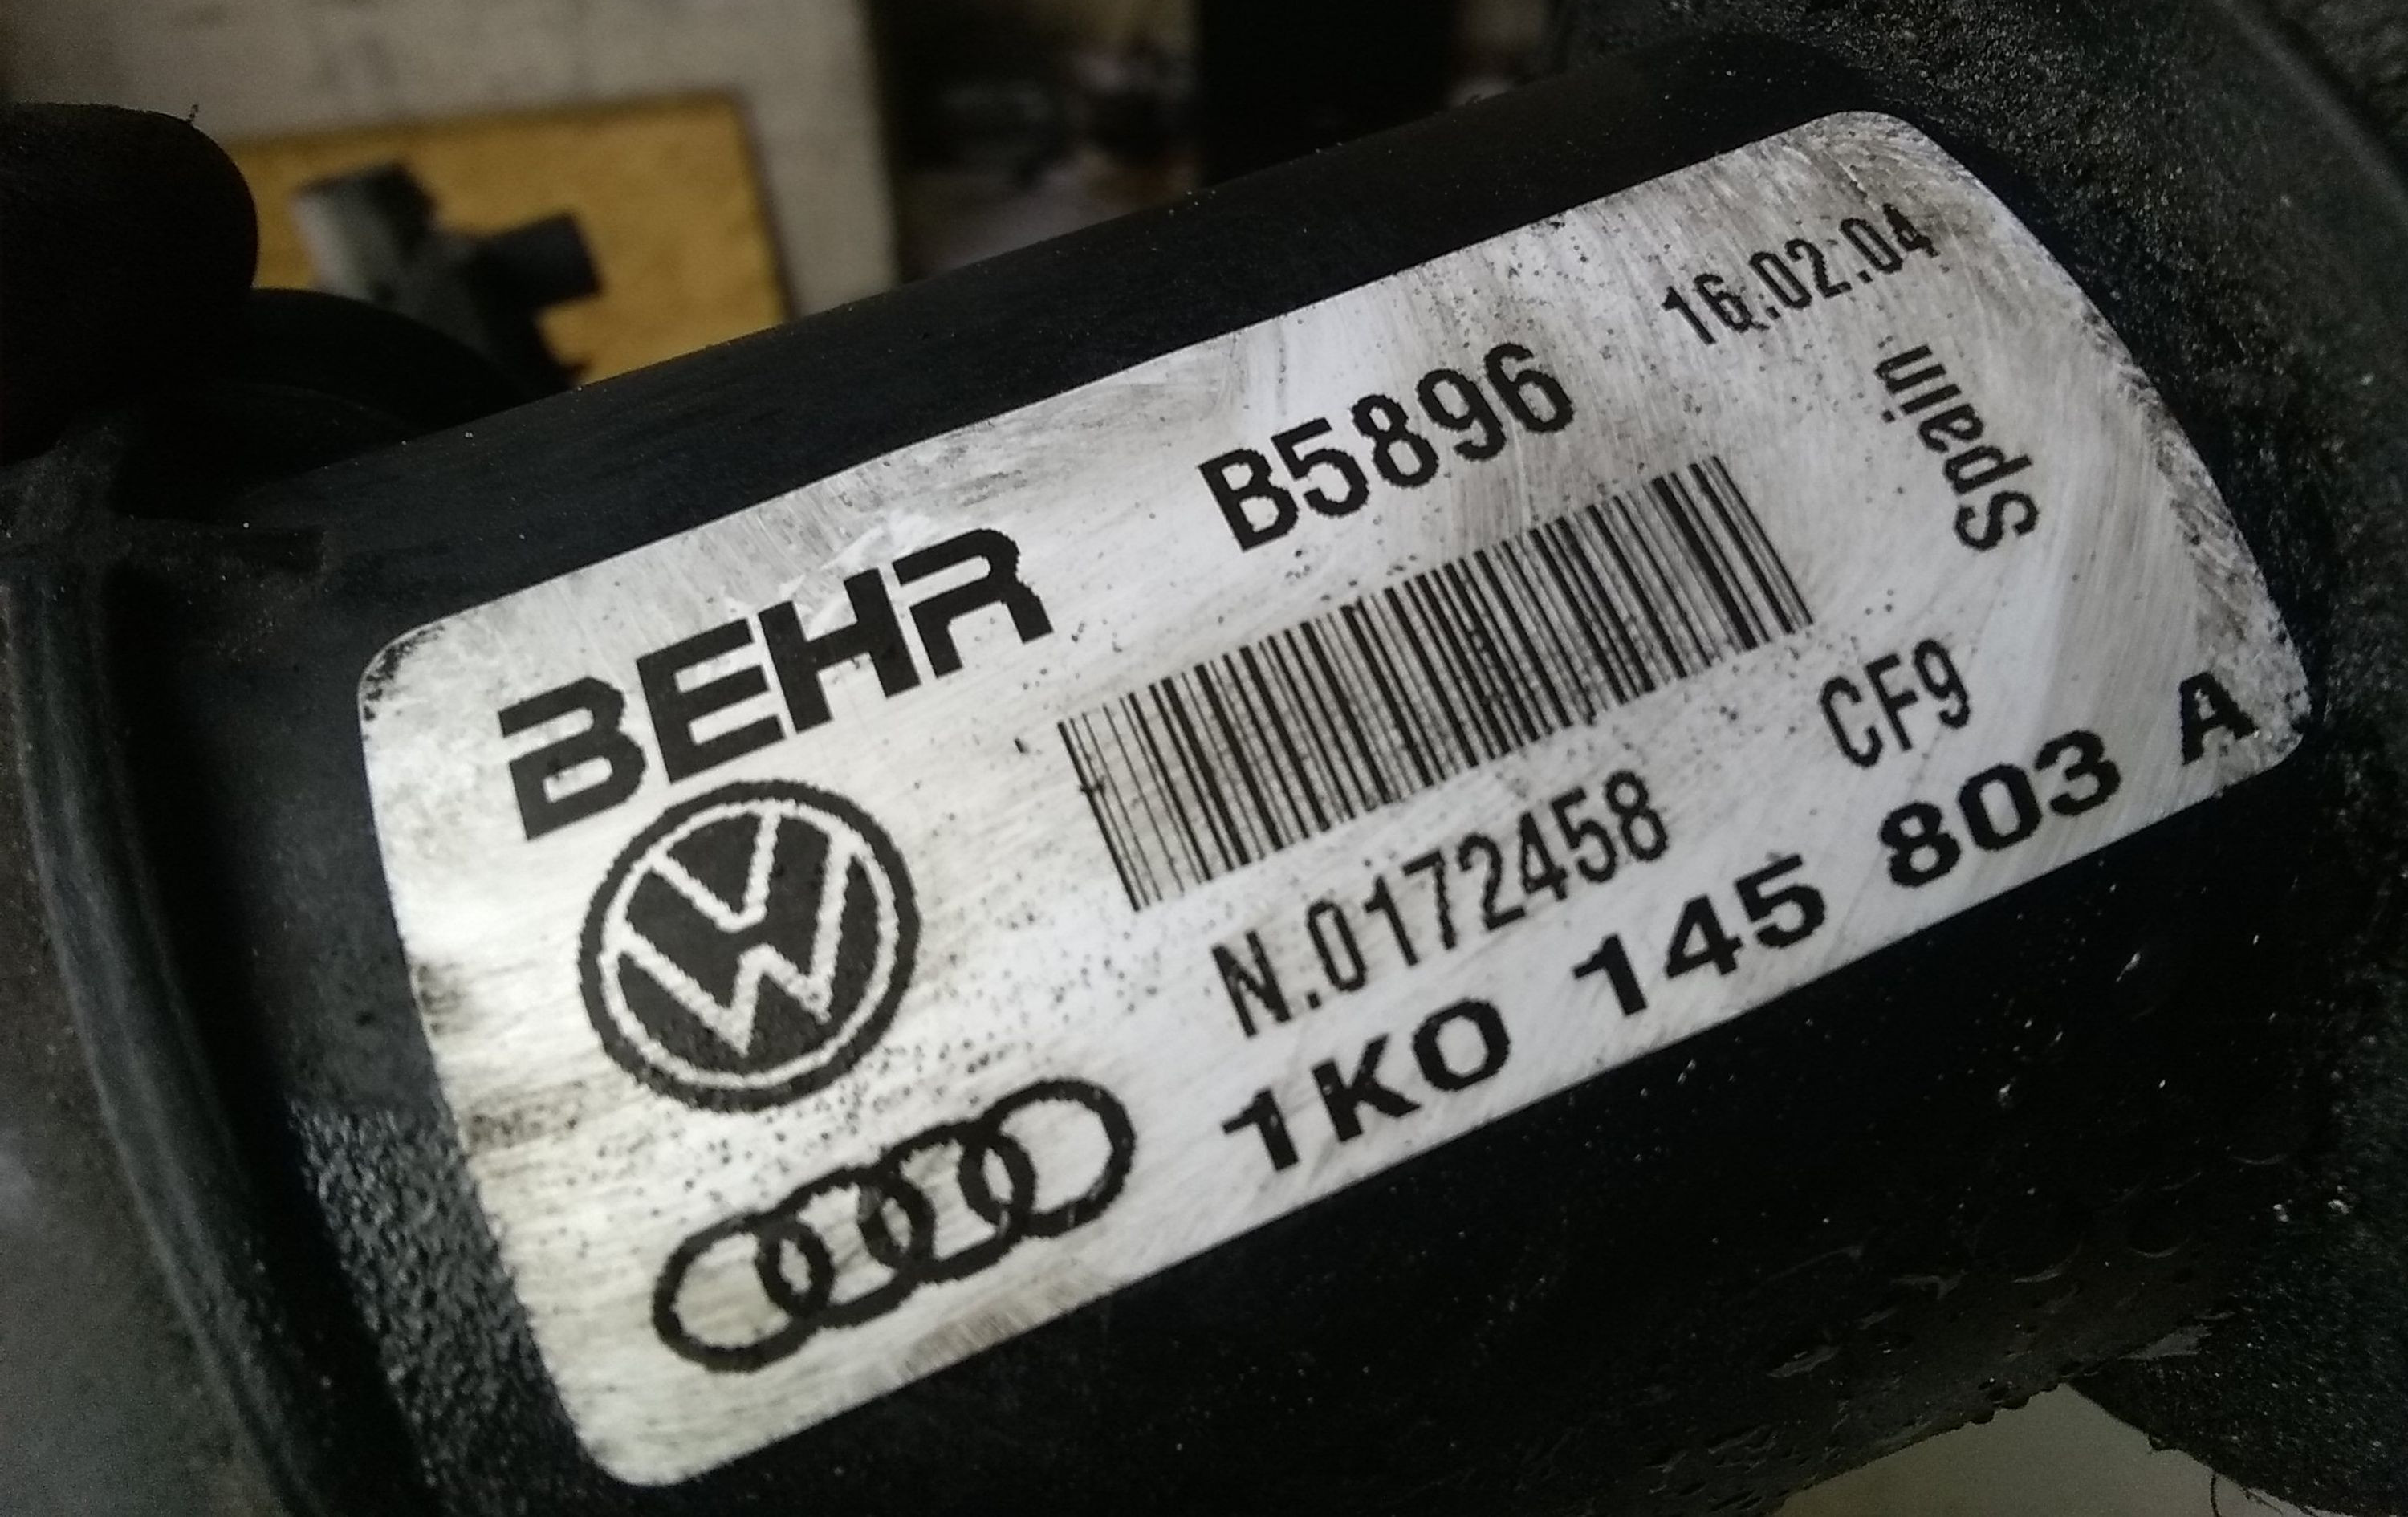 16.02.04
BEHR B5896
Spain
CF9
N.0172458
1K0 145 803 A